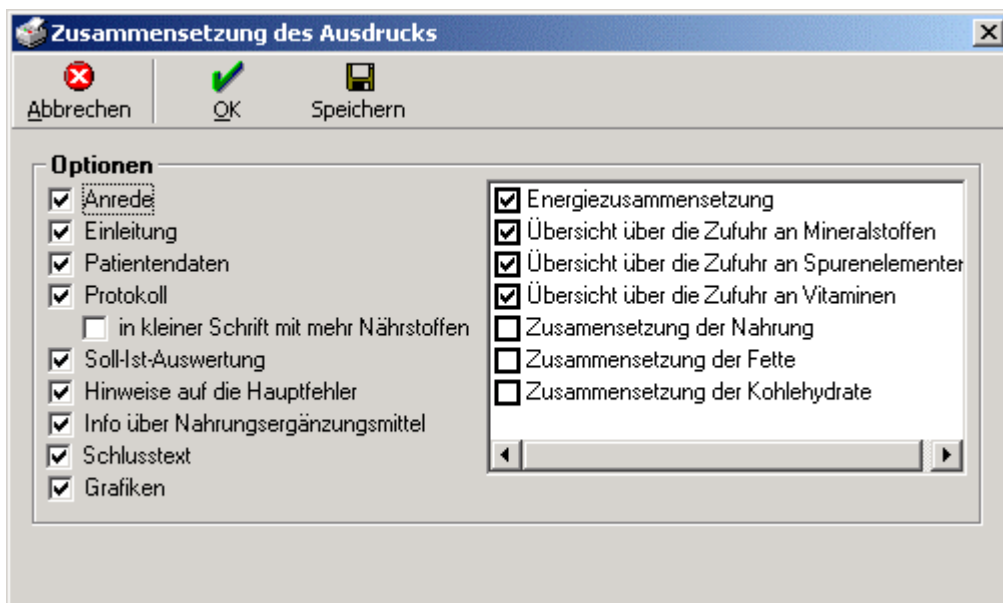 Zusammensetzung des Ausdrucks
Abbrechen
OK
Speichern
Optionen
Anrede
Einleitung
Patientendaten
Protokoll
in kleiner Schrift mit mehr Nährstoffen
Soll-Ist-Auswertung
Hinweise auf die Hauptfehler
Info über Nahrungsergänzungsmittel
Schlusstext
Grafiken
Energiezusammensetzung
Übersicht über die Zufuhr an Mineralstoffen
Übersicht über die Zufuhr an Spurenelementen
Übersicht über die Zufuhr an Vitaminen
Zusamensetzung der Nahrung
Zusammensetzung der Fette
Zusammensetzung der Kohlehydrate